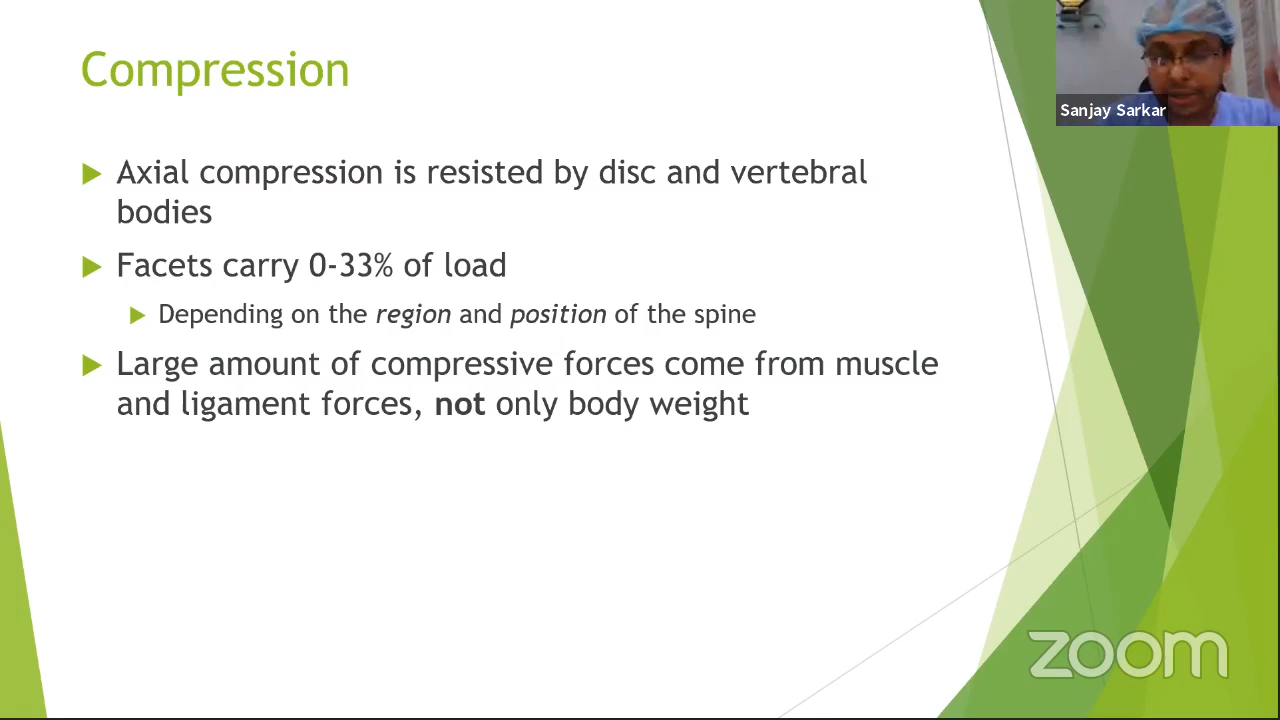 Compression
Sanjay Sarkar
Axial compression is resisted by disc and vertebral
bodies
Facets carry 0-33% of load
Depending on the region and position of the spine
Large amount of compressive forces come from muscle
and ligament forces, not only body weight
zoom